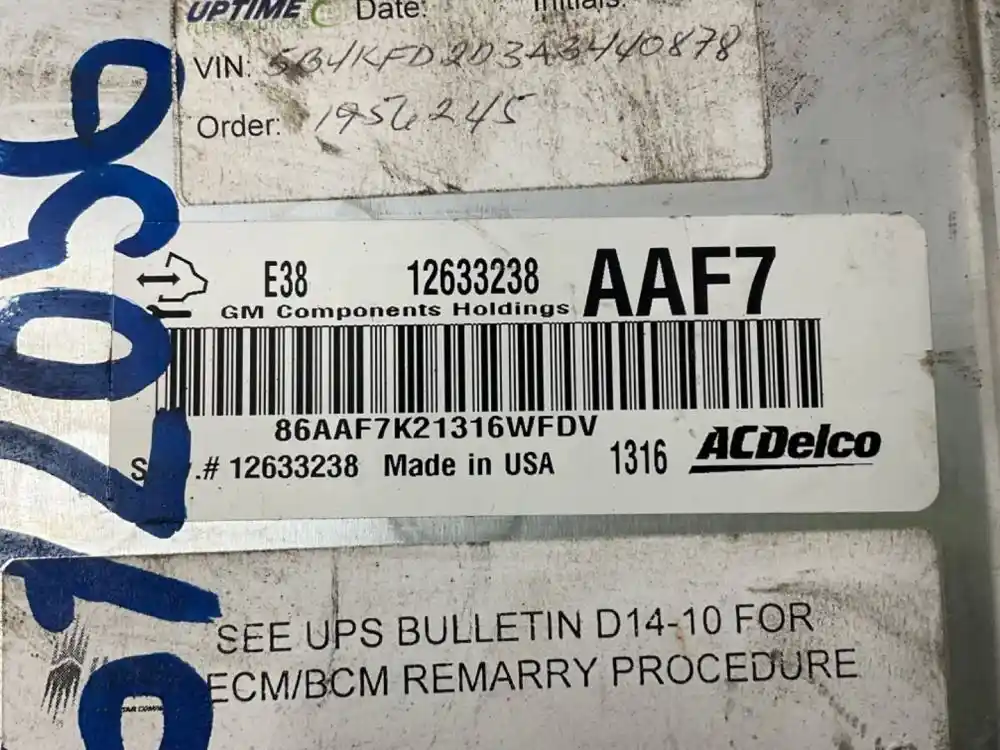 UPTIME Date: Initials:
VIN: 5B4KFD2D3A3440878
Order: 1956245
E38 12633238 AAF7
GM Components Holdings
86AAF7K21316WFDV
.# 12633238 Made in USA 1316 ACDelco
SEE UPS BULLETIN D14-10 FOR
ECM/BCM REMARRY PROCEDURE